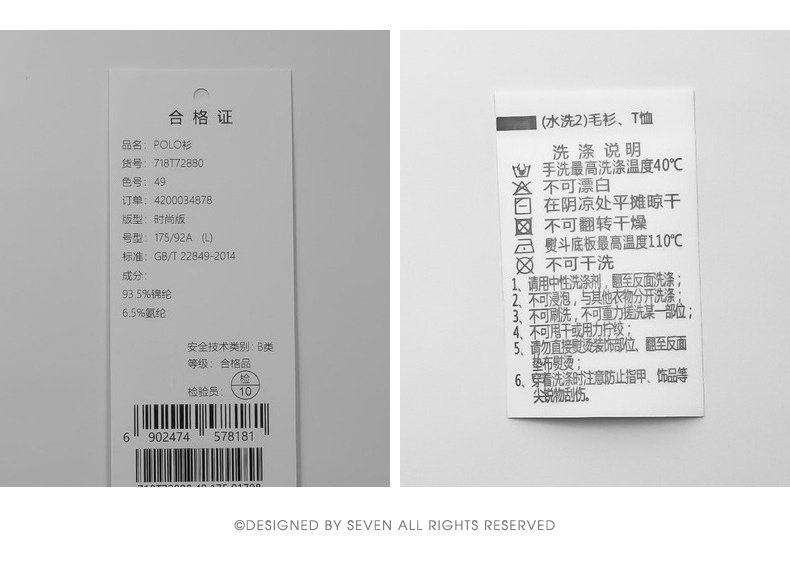 合格证
品名：POLO衫
货号：718T72880
色号：49
订单：4200034878
版型：时尚版
号型：175/92A (L)
标准：GB/T 22849-2014
成分：
93.5%锦纶
6.5%氨纶
安全技术类别：B类
等级：合格品
检验员：检
10
6 902474 578181
(水洗2)毛衫、T恤
洗涤说明
手洗最高洗涤温度40℃
不可漂白
在阴凉处平摊晾干
不可翻转干燥
熨斗底板最高温度110℃
不可干洗
1、请用中性洗涤剂，翻至反面洗涤；
2、不可浸泡，与其他衣物分开洗涤；
3、不可刷洗，不可重力搓洗某一部位；
4、不可甩干或用力拧绞；
5、请勿直接熨烫装饰部位、翻至反面
垫布熨烫；
6、穿着洗涤时注意防止指甲、饰品等
尖锐物刮伤。
©DESIGNED BY SEVEN ALL RIGHTS RESERVED